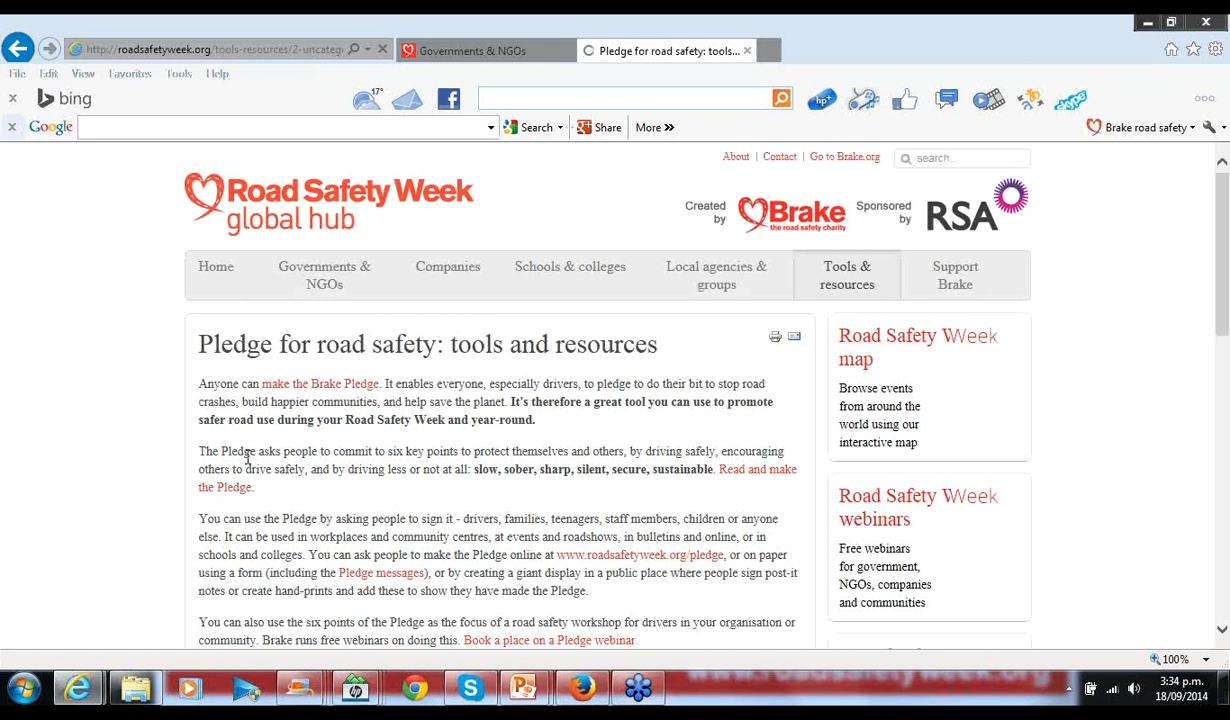 http://roadsafetyweek.org/tools-resources/2-uncateg
Governments & NGOs
Pledge for road safety: tools...
File Edit View Favorites Tools Help
bing
17°
hp+
skype
Google
Search
Share
More »
Brake road safety
About | Contact | Go to Brake.org
search...
Road Safety Week
global hub
Created by
Brake
the road safety charity
Sponsored by
RSA
Home
Governments & NGOs
Companies
Schools & colleges
Local agencies & groups
Tools & resources
Support Brake
Pledge for road safety: tools and resources
Anyone can make the Brake Pledge. It enables everyone, especially drivers, to pledge to do their bit to stop road
crashes, build happier communities, and help save the planet. It's therefore a great tool you can use to promote
safer road use during your Road Safety Week and year-round.
The Pledge asks people to commit to six key points to protect themselves and others, by driving safely, encouraging
others to drive safely, and by driving less or not at all: slow, sober, sharp, silent, secure, sustainable. Read and make
the Pledge.
You can use the Pledge by asking people to sign it - drivers, families, teenagers, staff members, children or anyone
else. It can be used in workplaces and community centres, at events and roadshows, in bulletins and online, or in
schools and colleges. You can ask people to make the Pledge online at www.roadsafetyweek.org/pledge, or on paper
using a form (including the Pledge messages), or by creating a giant display in a public place where people sign post-it
notes or create hand-prints and add these to show they have made the Pledge.
You can also use the six points of the Pledge as the focus of a road safety workshop for drivers in your organisation or
community. Brake runs free webinars on doing this. Book a place on a Pledge webinar.
Road Safety Week
map
Browse events
from around the
world using our
interactive map
Road Safety Week
webinars
Free webinars
for government,
NGOs, companies
and communities
100%
www.roadsafetyweek.org
3:34 p.m.
18/09/2014